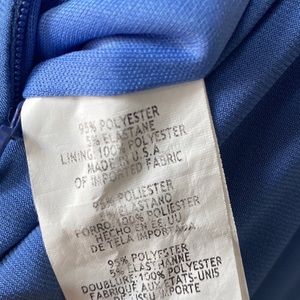 95% POLYESTER
5% ELASTANE
LINING: 100% POLYESTER
MADE IN U.S.A
OF IMPORTED FABRIC
95% POLIESTER
5% ELASTANO
FORRO: 100% POLIESTER
HECHO EN EE UU
DE TELA IMPORTADA
95% POLYESTER
5% ELASTHANNE
DOUBLURE: 100% POLYESTER
FABRIQUE AUX ETATS-UNIS
TISSU IMPORTE